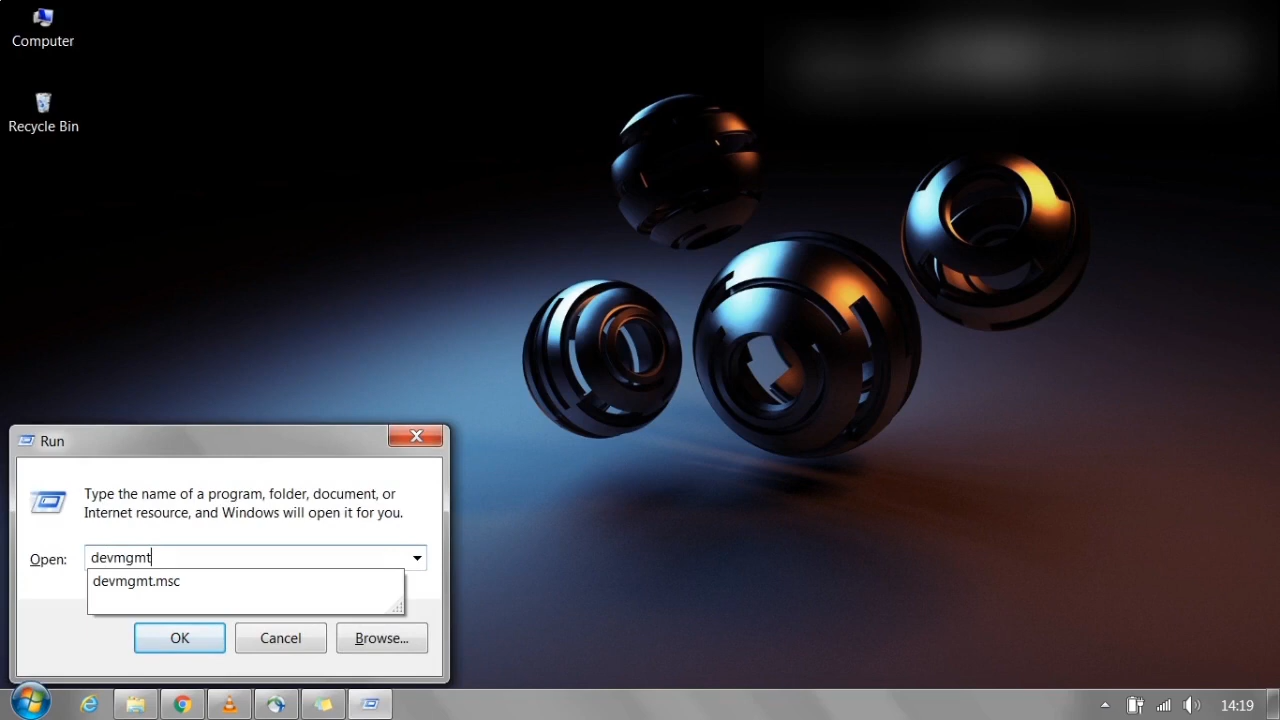 Computer
Recycle Bin
Run
Type the name of a program, folder, document, or
Internet resource, and Windows will open it for you.
Open: devmgmt
devmgmt.msc
OK Cancel Browse...
14:19